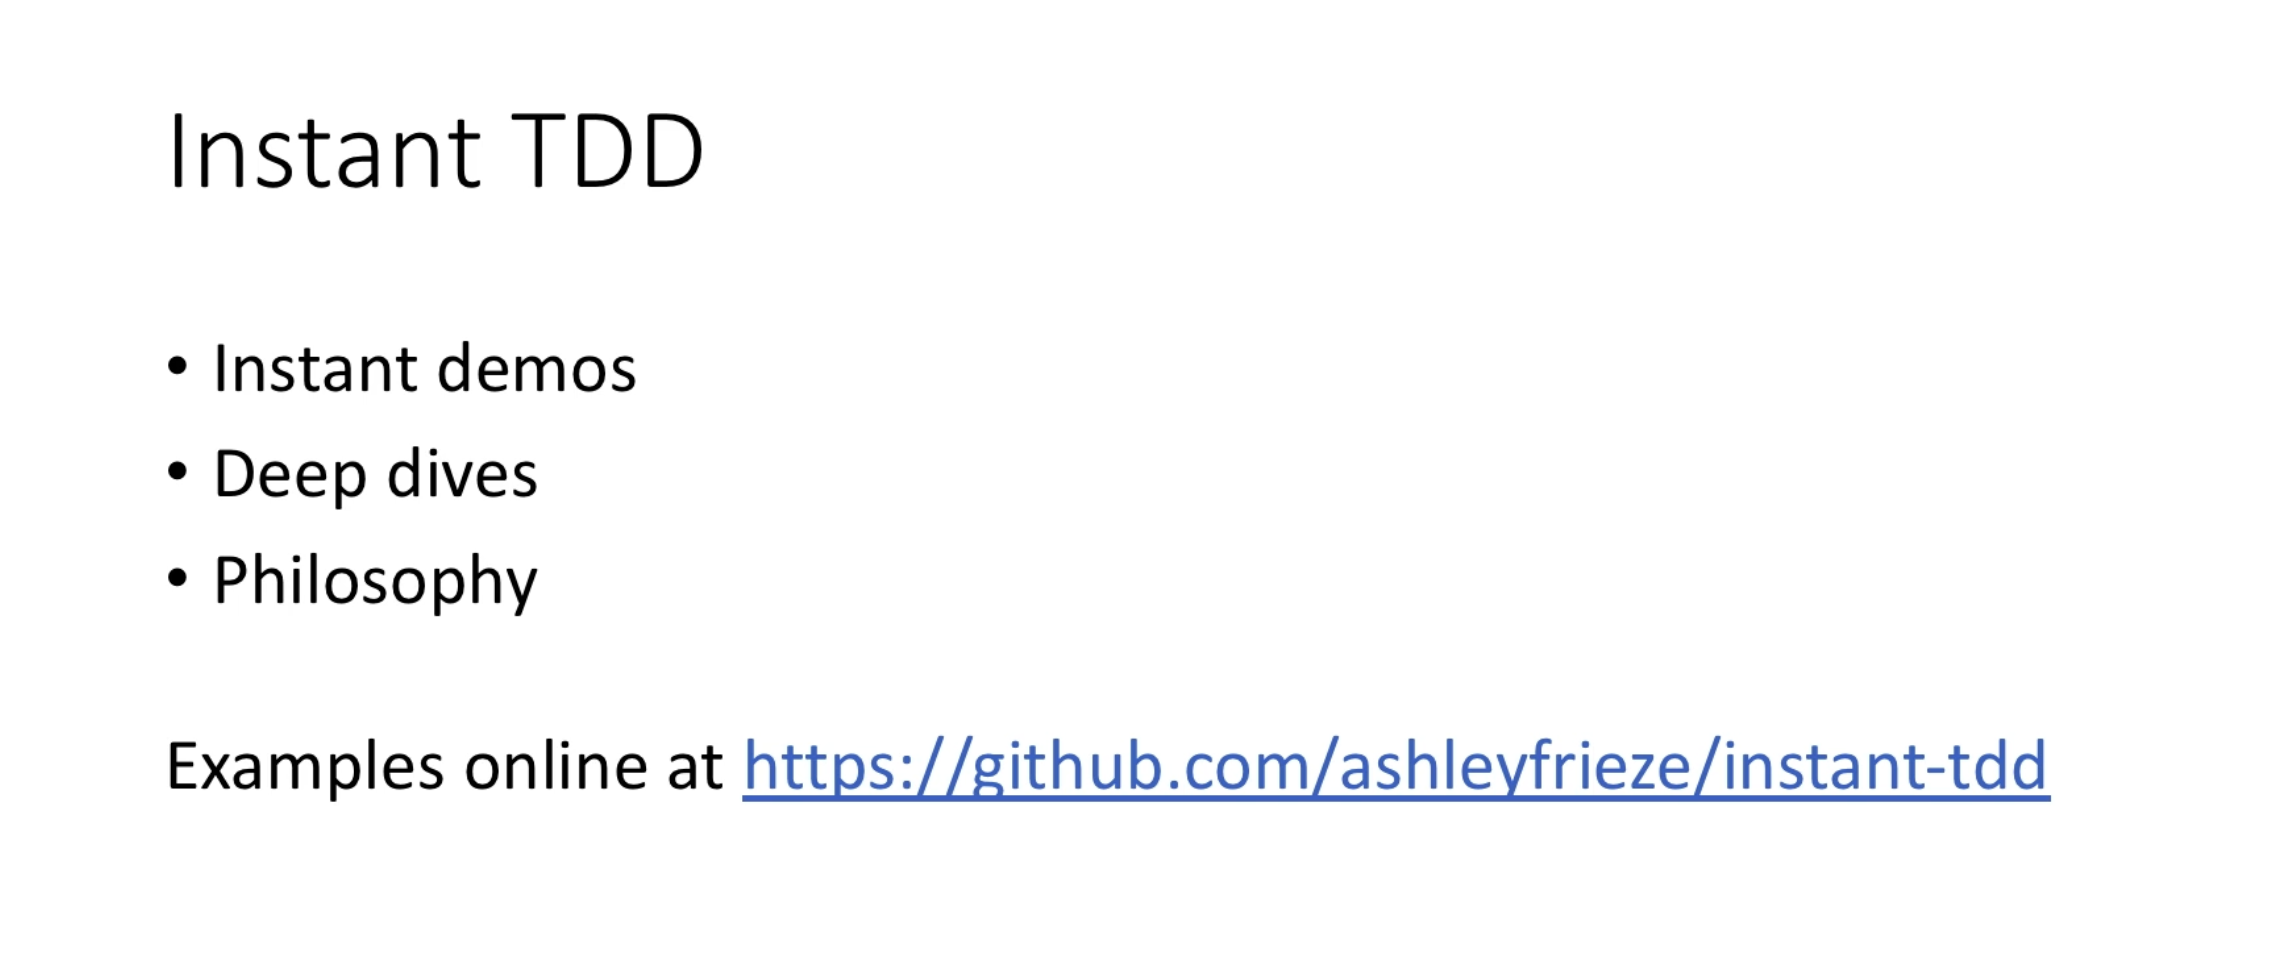 Instant TDD
• Instant demos
• Deep dives
• Philosophy
Examples online at https://github.com/ashleyfrieze/instant-tdd